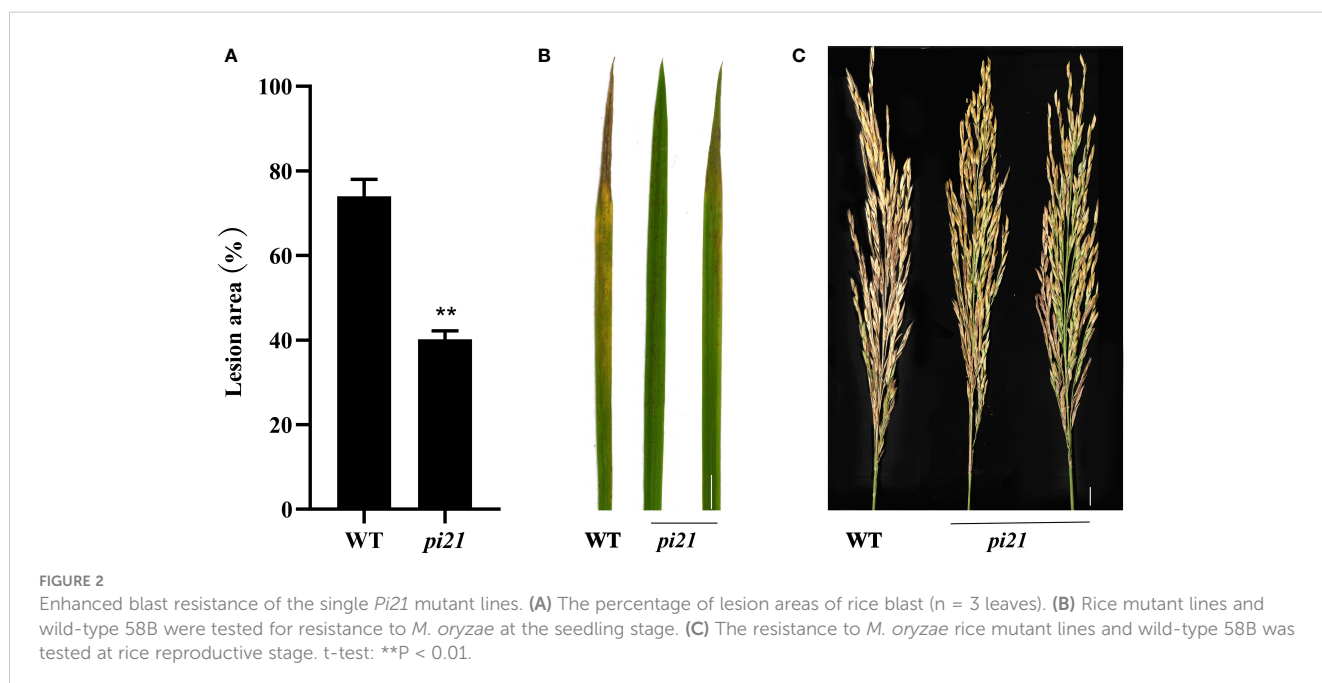 A
B
C
100
80
60
40
20
0
Lesion area (%)
**
WT
pi21
WT
pi21
WT
pi21
FIGURE 2
Enhanced blast resistance of the single Pi21 mutant lines. (A) The percentage of lesion areas of rice blast (n = 3 leaves). (B) Rice mutant lines and
wild-type 58B were tested for resistance to M. oryzae at the seedling stage. (C) The resistance to M. oryzae rice mutant lines and wild-type 58B was
tested at rice reproductive stage. t-test: **P < 0.01.